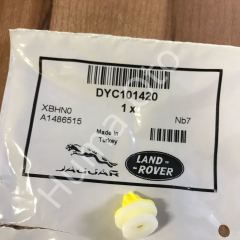 DYC101420
1 x
XBHN0
A1486515
Nb7
Made in
Turkey
JAGUAR
LAND-
ROVER